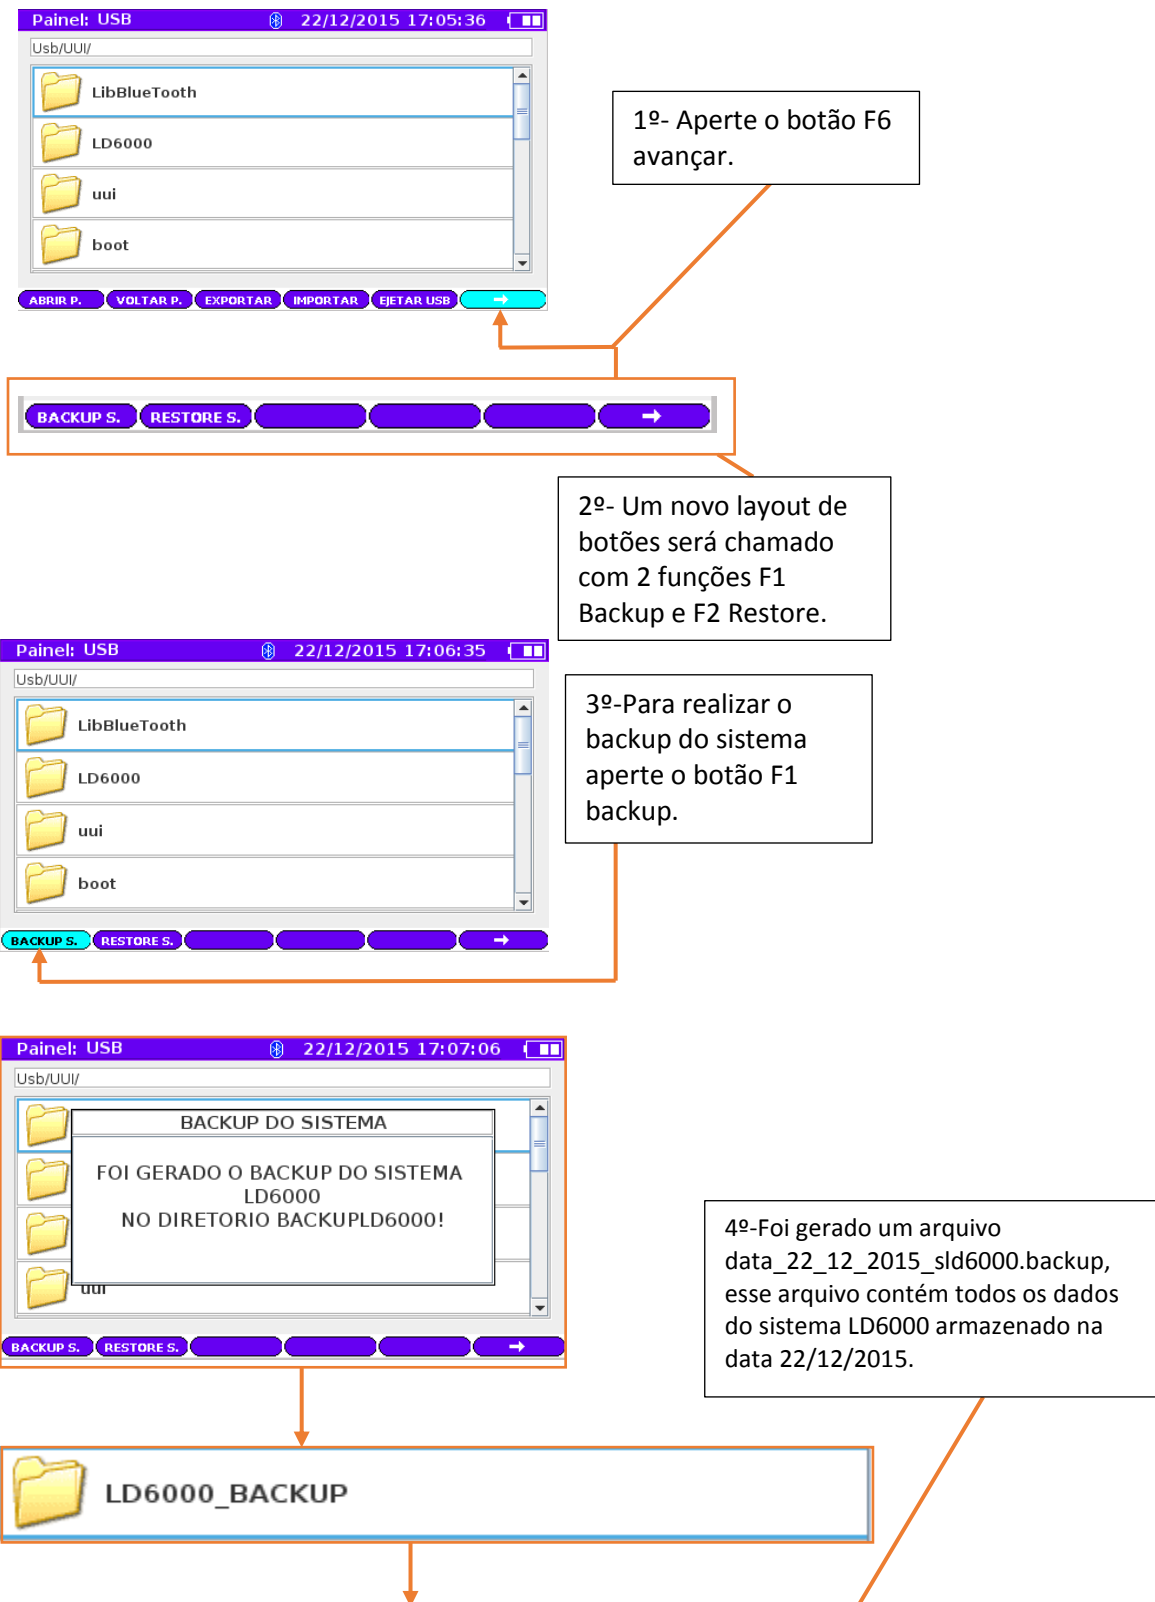 Painel: USB 22/12/2015 17:05:36
Usb/UUI/
LibBlueTooth
LD6000
uui
boot
ABRIR P. VOLTAR P. EXPORTAR IMPORTAR EJETAR USB →
1º- Aperte o botão F6
avançar.
BACKUP S. RESTORE S. →
2º- Um novo layout de
botões será chamado
com 2 funções F1
Backup e F2 Restore.
Painel: USB 22/12/2015 17:06:35
Usb/UUI/
LibBlueTooth
LD6000
uui
boot
BACKUP S. RESTORE S. →
3º-Para realizar o
backup do sistema
aperte o botão F1
backup.
Painel: USB 22/12/2015 17:07:06
Usb/UUI/
BACKUP DO SISTEMA
FOI GERADO O BACKUP DO SISTEMA
LD6000
NO DIRETORIO BACKUPLD6000!
uui
BACKUP S. RESTORE S. →
4º-Foi gerado um arquivo
data_22_12_2015_sld6000.backup,
esse arquivo contém todos os dados
do sistema LD6000 armazenado na
data 22/12/2015.
LD6000_BACKUP